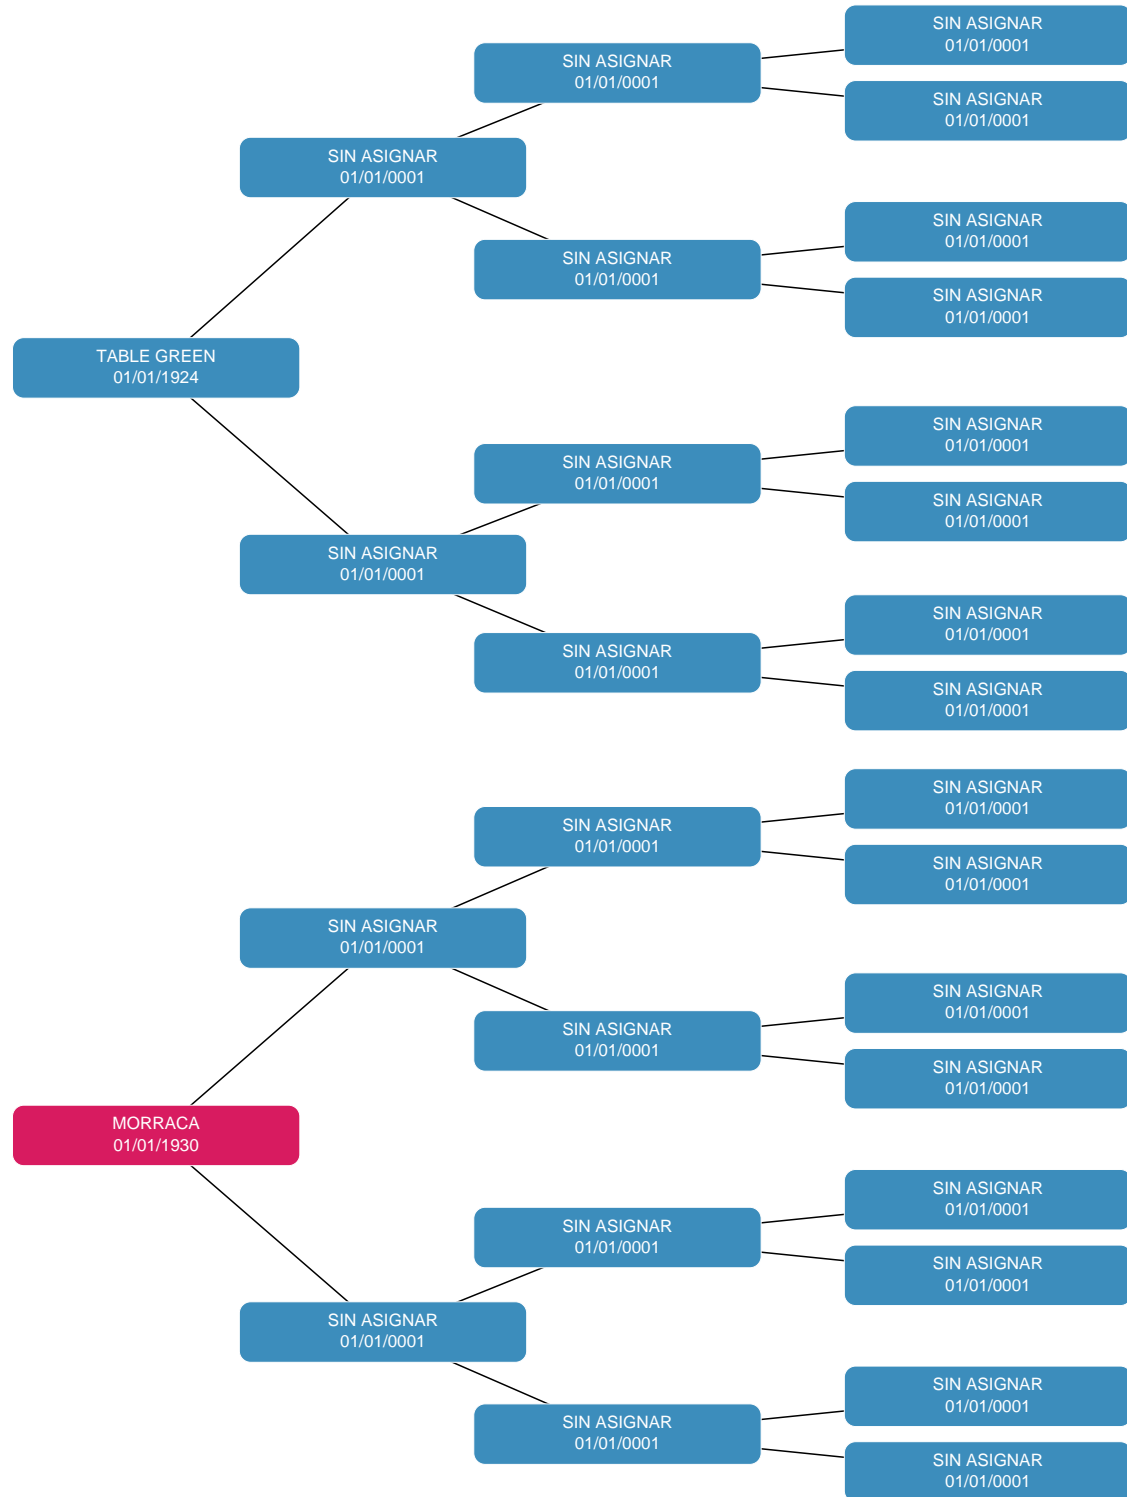 SIN ASIGNAR
01/01/0001
SIN ASIGNAR
01/01/0001
SIN ASIGNAR
01/01/0001
SIN ASIGNAR
01/01/0001
SIN ASIGNAR
01/01/0001
SIN ASIGNAR
01/01/0001
SIN ASIGNAR
01/01/0001
TABLE GREEN
01/01/1924
SIN ASIGNAR
01/01/0001
SIN ASIGNAR
01/01/0001
SIN ASIGNAR
01/01/0001
SIN ASIGNAR
01/01/0001
SIN ASIGNAR
01/01/0001
SIN ASIGNAR
01/01/0001
SIN ASIGNAR
01/01/0001
SIN ASIGNAR
01/01/0001
SIN ASIGNAR
01/01/0001
SIN ASIGNAR
01/01/0001
SIN ASIGNAR
01/01/0001
SIN ASIGNAR
01/01/0001
SIN ASIGNAR
01/01/0001
SIN ASIGNAR
01/01/0001
MORRACA
01/01/1930
SIN ASIGNAR
01/01/0001
SIN ASIGNAR
01/01/0001
SIN ASIGNAR
01/01/0001
SIN ASIGNAR
01/01/0001
SIN ASIGNAR
01/01/0001
SIN ASIGNAR
01/01/0001
SIN ASIGNAR
01/01/0001